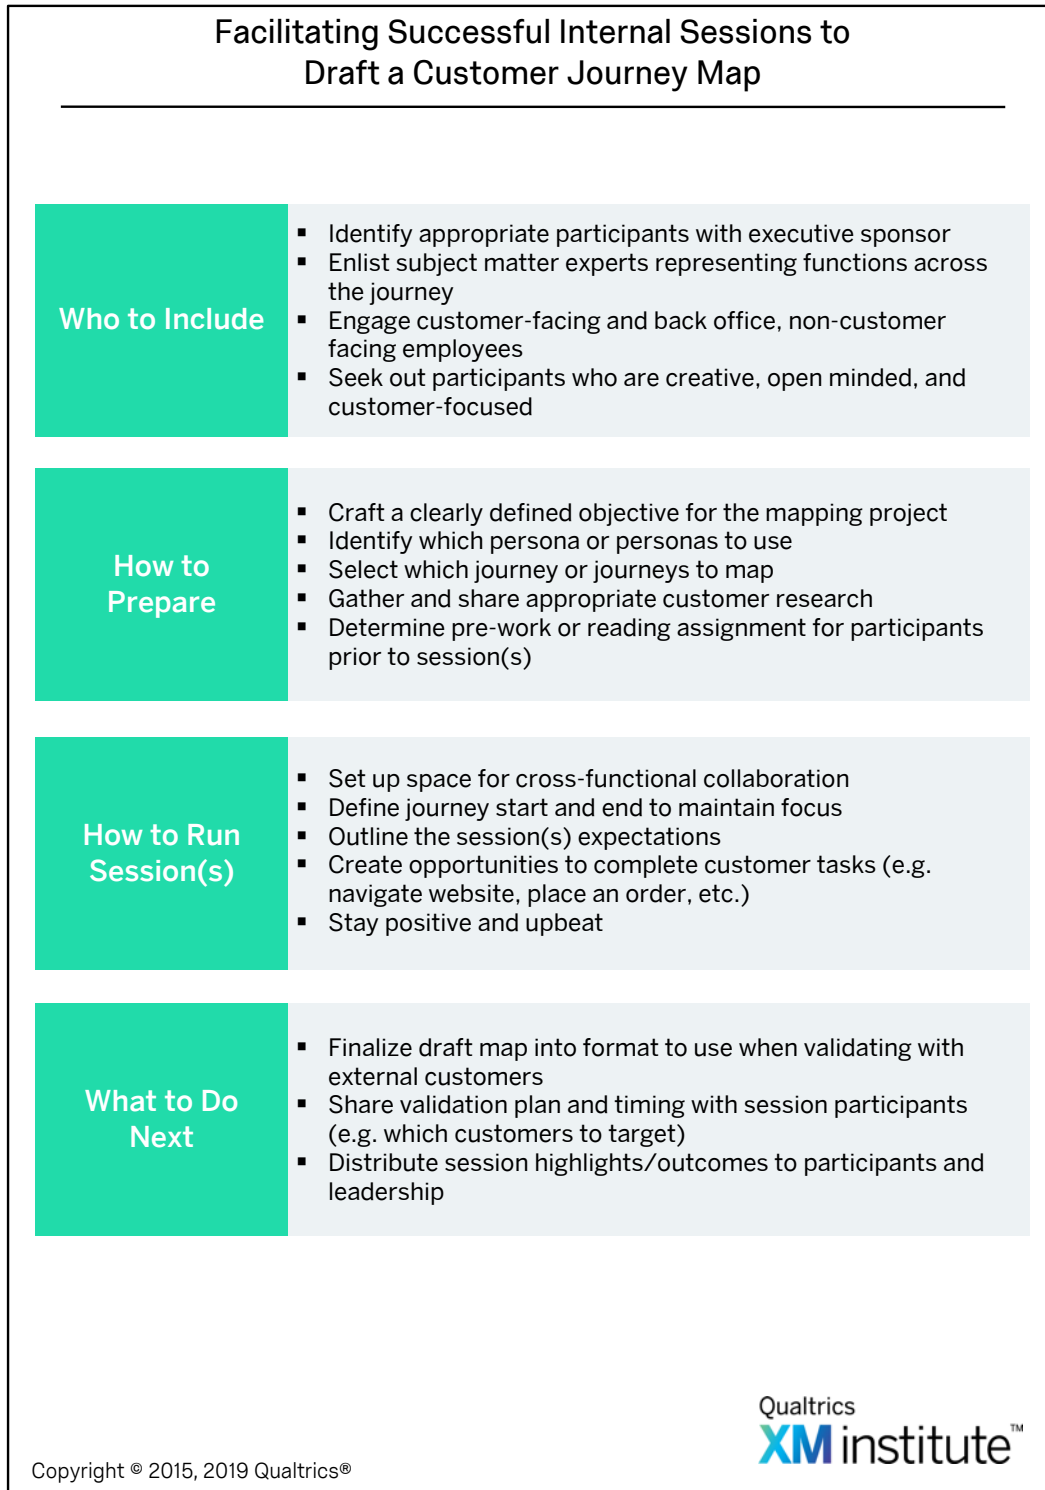 Facilitating Successful Internal Sessions to
Draft a Customer Journey Map
Who to Include
▪ Identify appropriate participants with executive sponsor
▪ Enlist subject matter experts representing functions across
the journey
▪ Engage customer-facing and back office, non-customer
facing employees
▪ Seek out participants who are creative, open minded, and
customer-focused
How to
Prepare
▪ Craft a clearly defined objective for the mapping project
▪ Identify which persona or personas to use
▪ Select which journey or journeys to map
▪ Gather and share appropriate customer research
▪ Determine pre-work or reading assignment for participants
prior to session(s)
How to Run
Session(s)
▪ Set up space for cross-functional collaboration
▪ Define journey start and end to maintain focus
▪ Outline the session(s) expectations
▪ Create opportunities to complete customer tasks (e.g.
navigate website, place an order, etc.)
▪ Stay positive and upbeat
What to Do
Next
▪ Finalize draft map into format to use when validating with
external customers
▪ Share validation plan and timing with session participants
(e.g. which customers to target)
▪ Distribute session highlights/outcomes to participants and
leadership
Qualtrics
XM institute™
Copyright © 2015, 2019 Qualtrics®